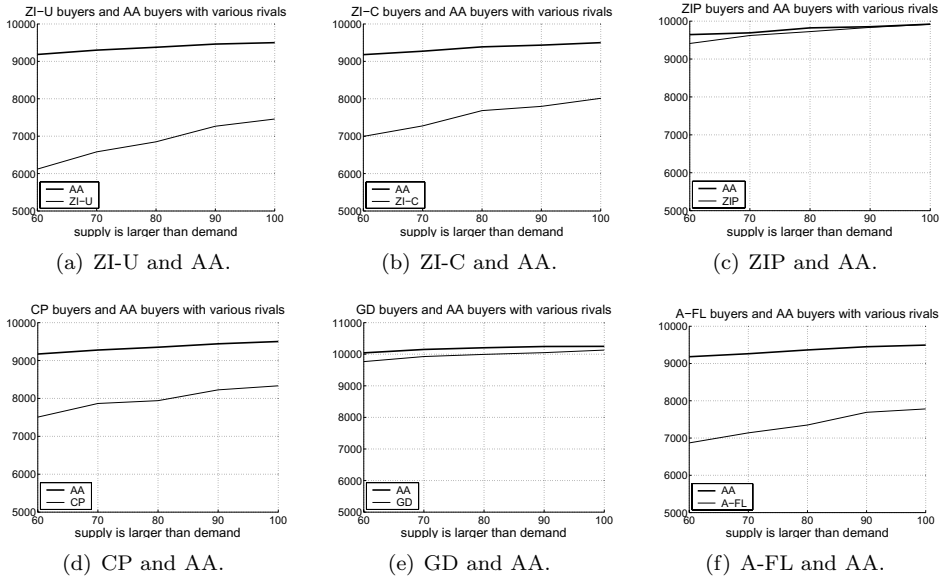 ZI−U buyers and AA buyers with various rivals
10000
9000
8000
7000
6000
5000
60 70 80 90 100
AA
ZI−U
supply is larger than demand
(a) ZI-U and AA.
ZI−C buyers and AA buyers with various rivals
10000
9000
8000
7000
6000
5000
60 70 80 90 100
AA
ZI−C
supply is larger than demand
(b) ZI-C and AA.
ZIP buyers and AA buyers with various rivals
10000
9000
8000
7000
6000
5000
60 70 80 90 100
AA
ZIP
supply is larger than demand
(c) ZIP and AA.
CP buyers and AA buyers with various rivals
10000
9000
8000
7000
6000
5000
60 70 80 90 100
AA
CP
supply is larger than demand
(d) CP and AA.
GD buyers and AA buyers with various rivals
11000
10000
9000
8000
7000
6000
5000
60 70 80 90 100
AA
GD
supply is larger than demand
(e) GD and AA.
A−FL buyers and AA buyers with various rivals
10000
9000
8000
7000
6000
5000
60 70 80 90 100
AA
A−FL
supply is larger than demand
(f) A-FL and AA.